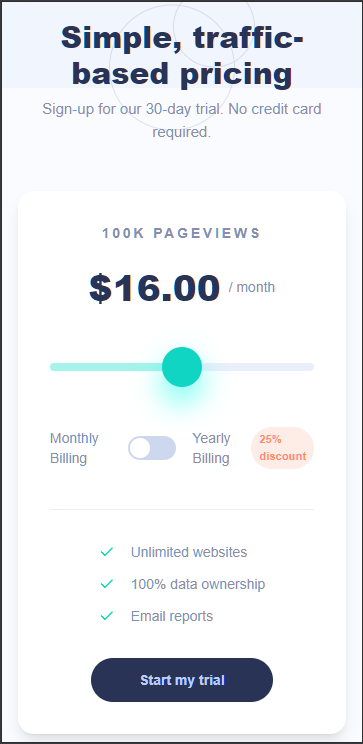 Simple, traffic-
based pricing
Sign-up for our 30-day trial. No credit card
required.
100K PAGEVIEWS
$16.00 / month
Monthly
Billing
Yearly
Billing
25%
discount
Unlimited websites
100% data ownership
Email reports
Start my trial